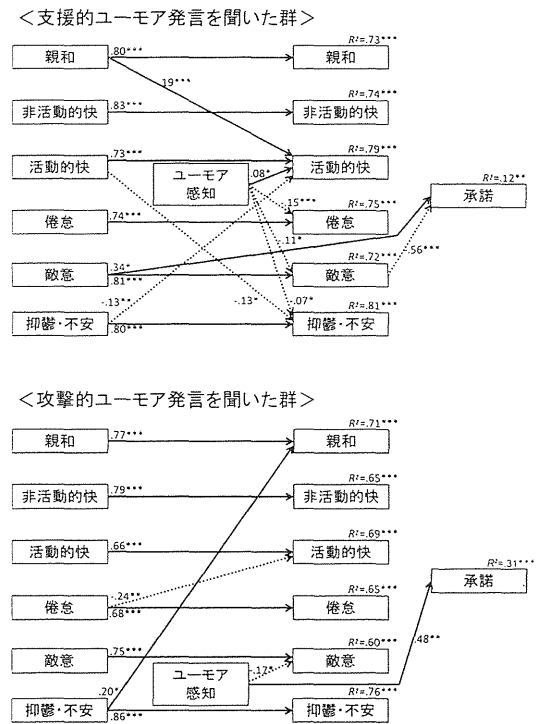 ＜支援的ユーモア発言を聞いた群＞
親和
.80***
.19***
R²=.73***
親和
非活動的快
.83***
R²=.74***
非活動的快
活動的快
.73***
R²=.79***
活動的快
ユーモア
感知
.08*
.15***
R²=.12**
承諾
倦怠
.74***
R²=.75***
倦怠
-.11*
-.56***
敵意
.34*
.81***
R²=.72***
敵意
-.13**
-.13*
-.07*
抑鬱・不安
.80***
R²=.81***
抑鬱・不安
＜攻撃的ユーモア発言を聞いた群＞
親和
.77***
R²=.71***
親和
非活動的快
.79***
R²=.65***
非活動的快
活動的快
.66***
R²=.69***
活動的快
R²=.31***
承諾
倦怠
-.24**
.68***
R²=.65***
倦怠
.48**
敵意
.75***
R²=.60***
敵意
ユーモア
感知
-.17*
抑鬱・不安
.20*
.86***
R²=.76***
抑鬱・不安